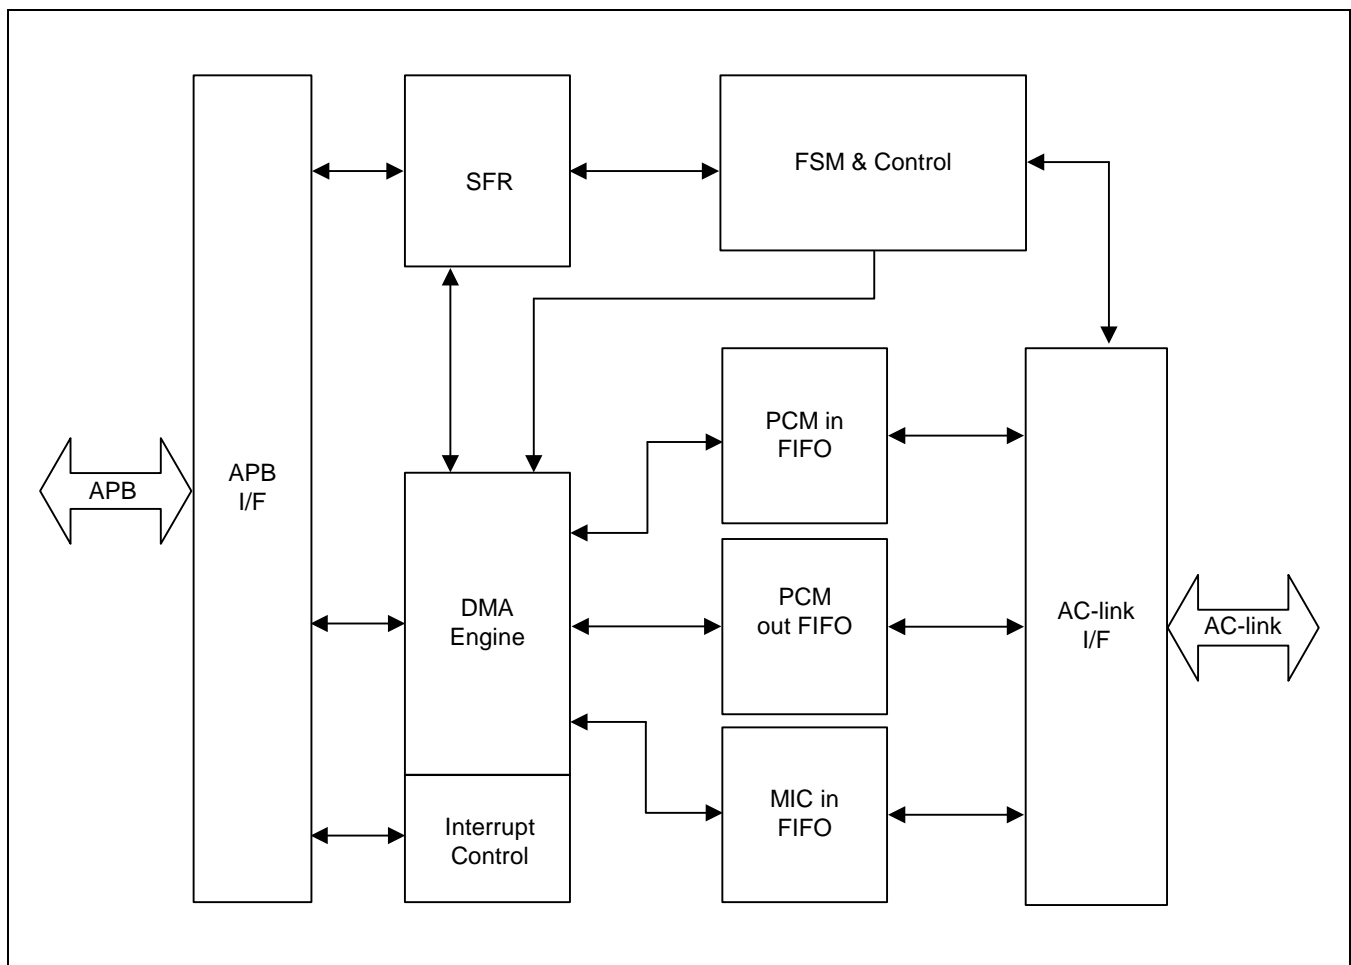 SFR
FSM & Control
APB
APB
I/F
DMA
Engine
Interrupt
Control
PCM in
FIFO
PCM
out FIFO
MIC in
FIFO
AC-link
I/F
AC-link